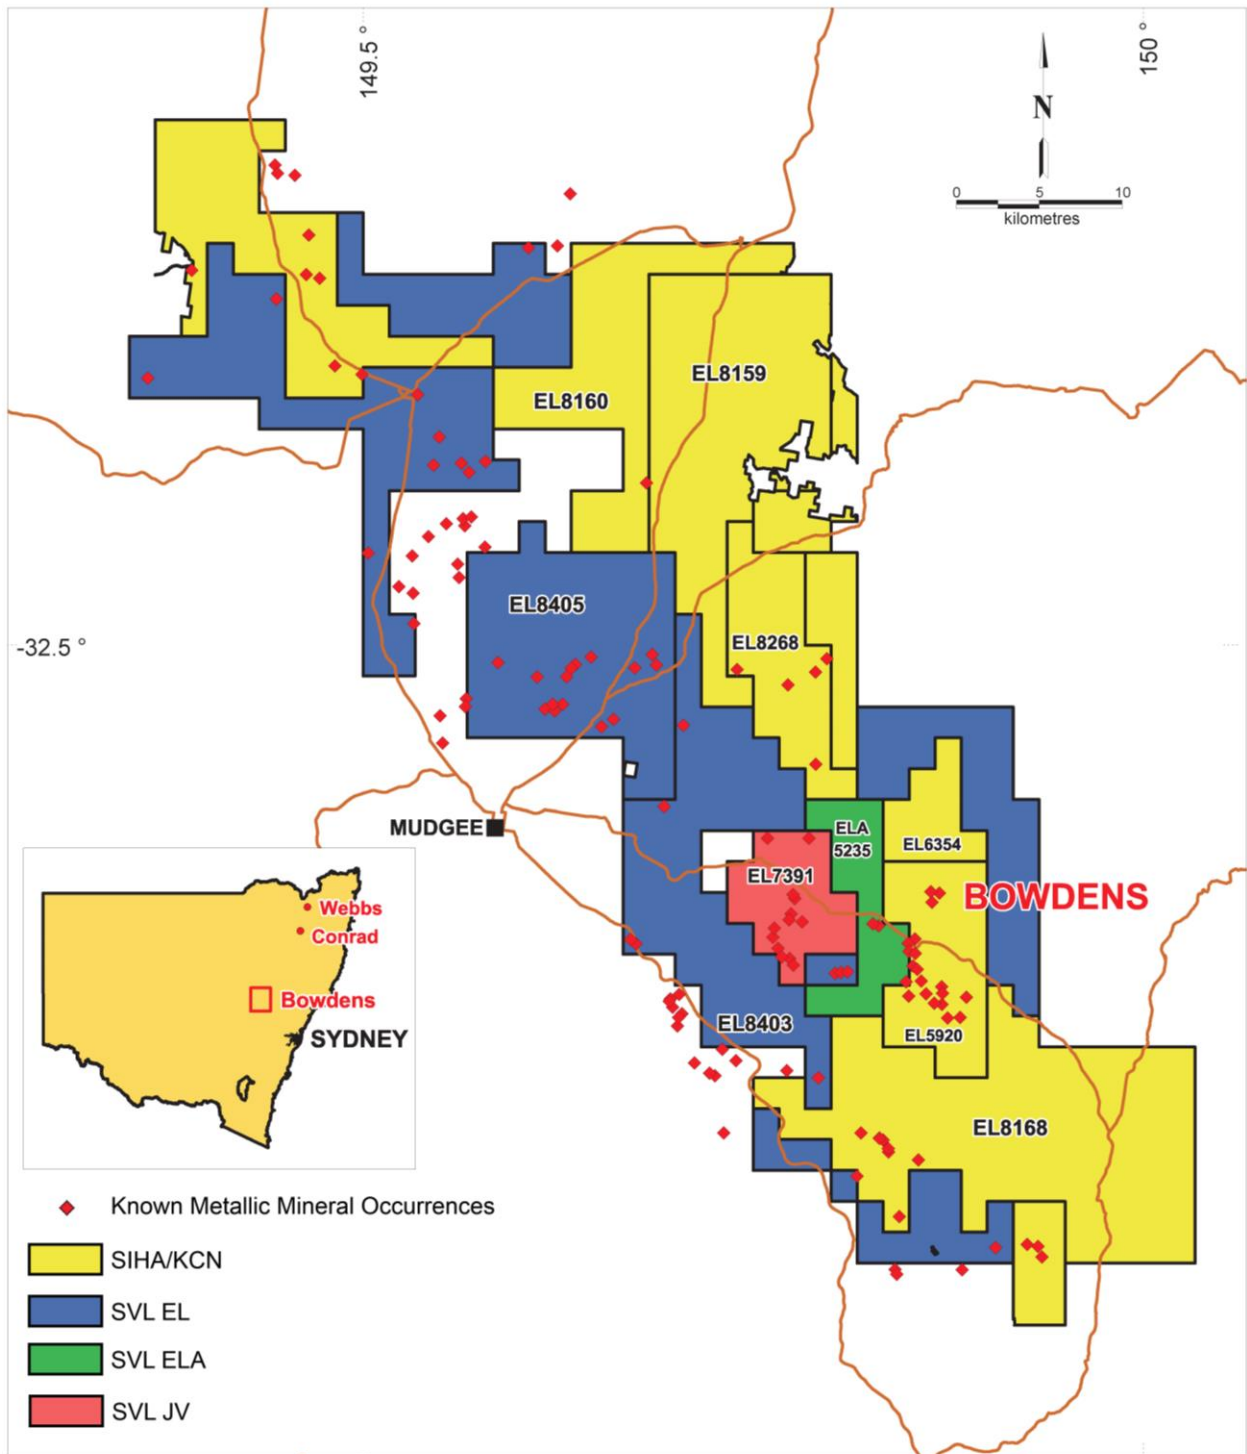 149.5 °
150 °
N
0 5 10
kilometres
EL8159
EL8160
EL8405
EL8268
-32.5 °
MUDGEE
ELA
5235
EL6354
EL7391
BOWDENS
EL8403
EL5920
EL8168
Webbs
Conrad
Bowdens
SYDNEY
Known Metallic Mineral Occurrences
SIHA/KCN
SVL EL
SVL ELA
SVL JV